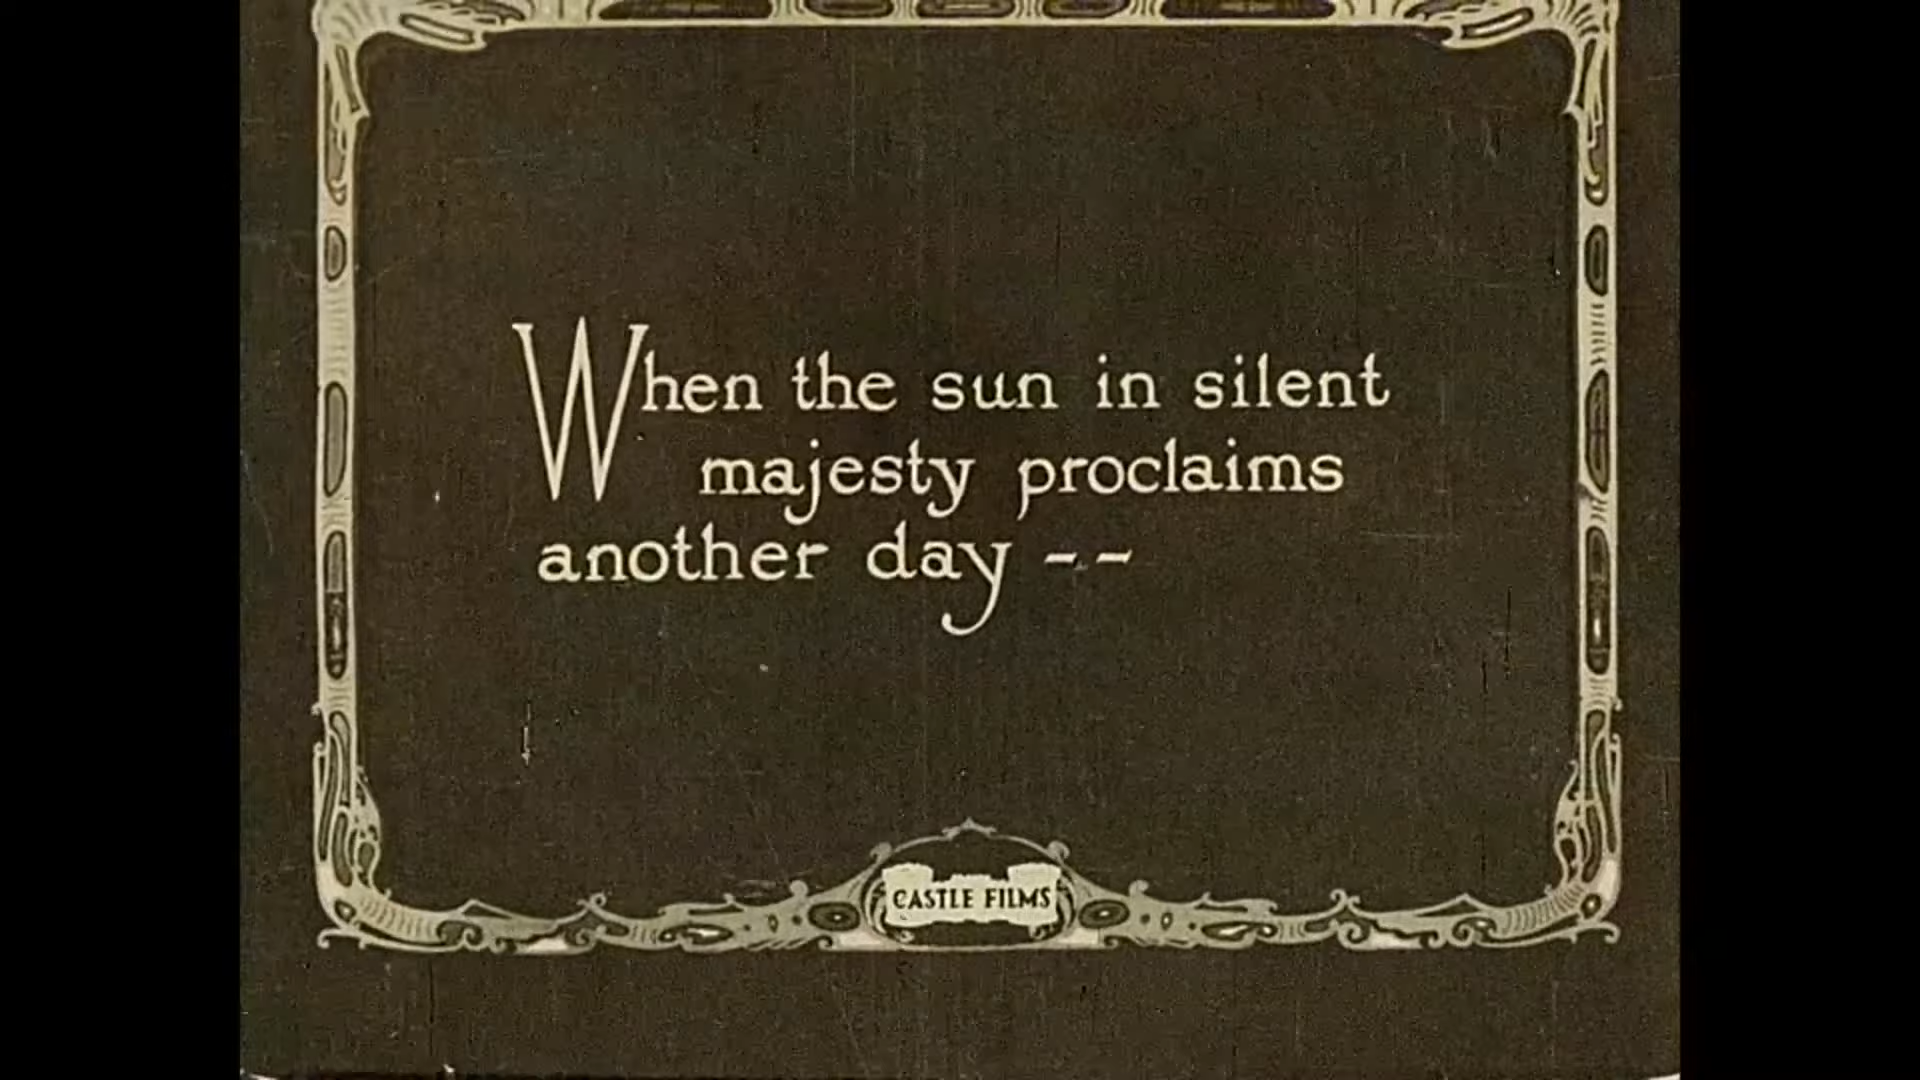 When the sun in silent
majesty proclaims
another day --
CASTLE FILMS